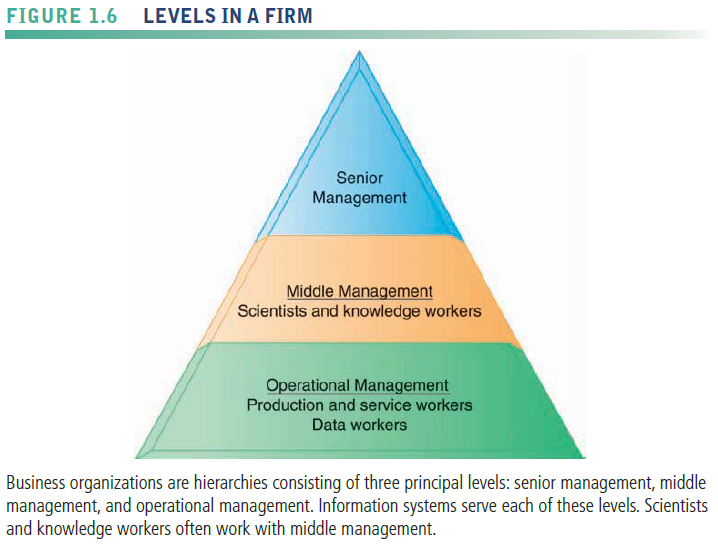 FIGURE 1.6 LEVELS IN A FIRM
Senior
Management
Middle Management
Scientists and knowledge workers
Operational Management
Production and service workers
Data workers
Business organizations are hierarchies consisting of three principal levels: senior management, middle
management, and operational management. Information systems serve each of these levels. Scientists
and knowledge workers often work with middle management.